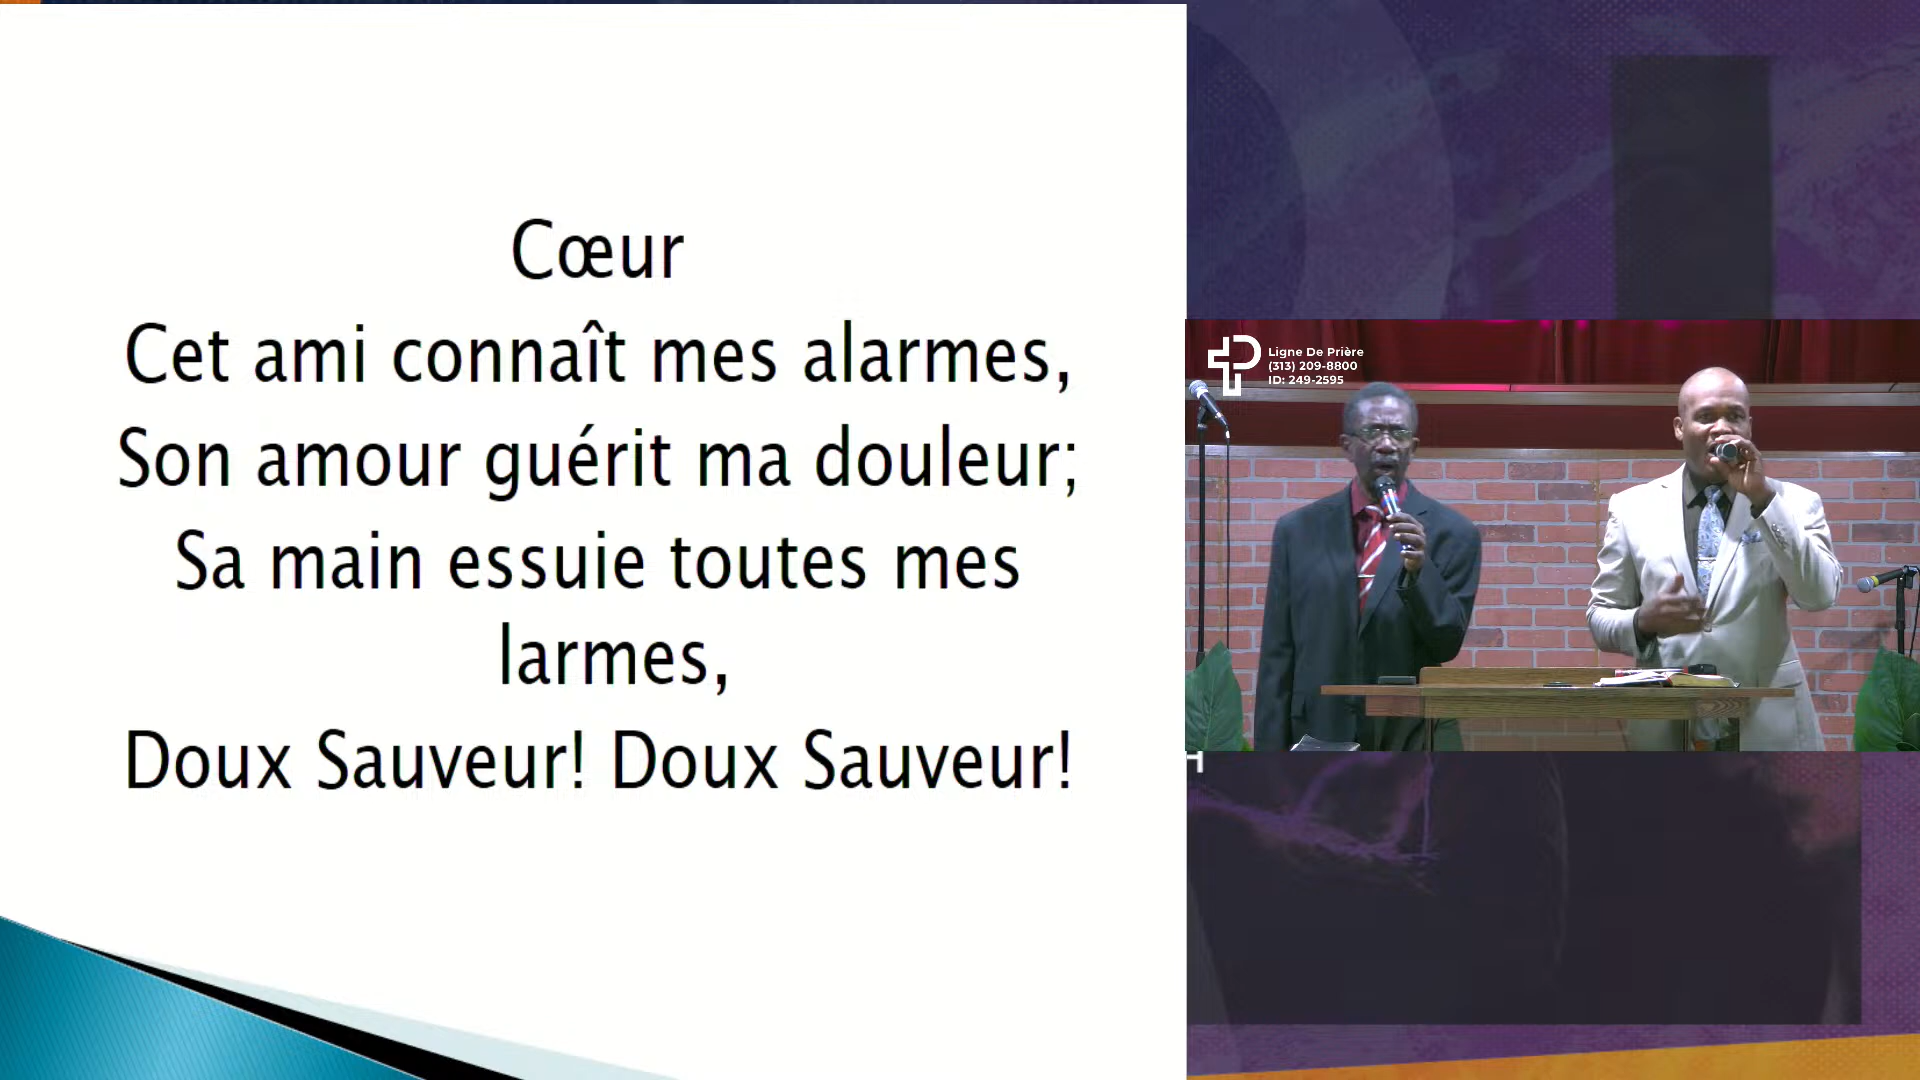 Cœur
Cet ami connaît mes alarmes,
Son amour guérit ma douleur;
Sa main essuie toutes mes
larmes,
Doux Sauveur! Doux Sauveur!
Ligne De Prière
(313) 209-8800
ID: 249-2595
H